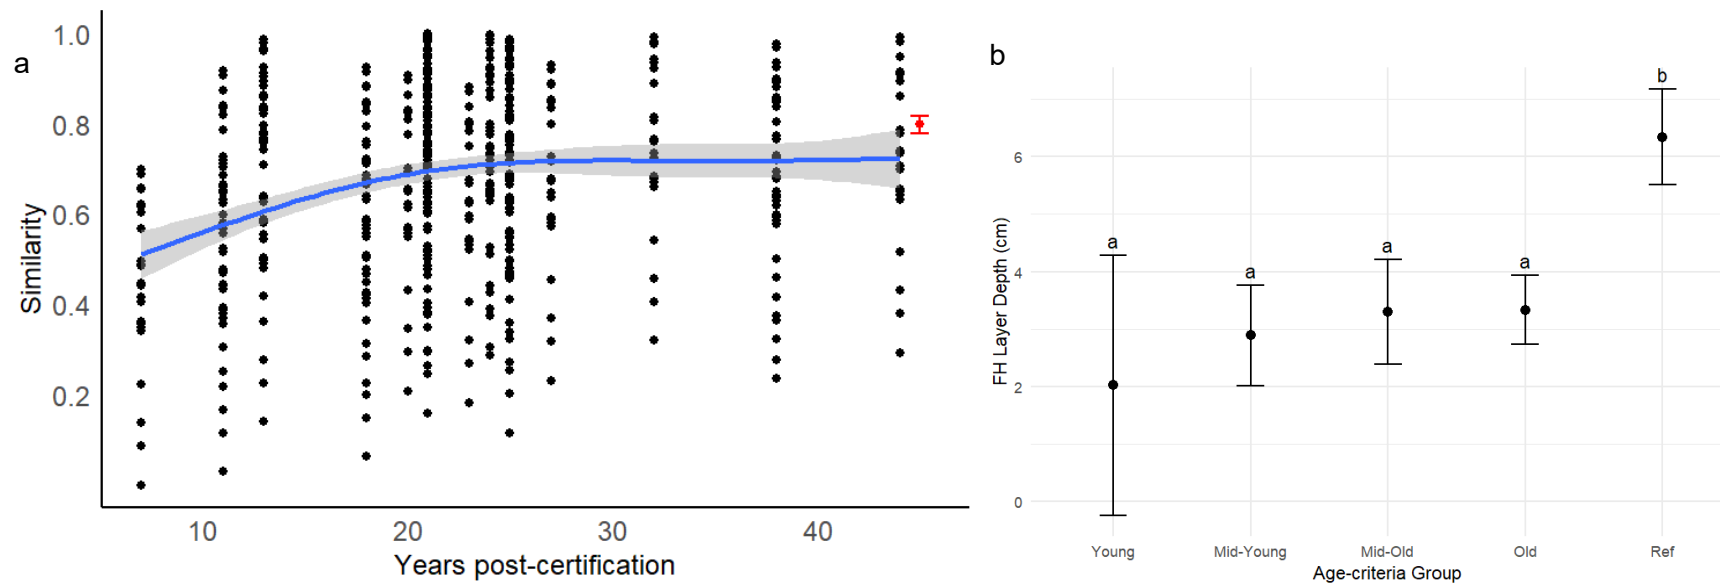 a
1.0
0.8
0.6
0.4
0.2
Similarity
10 20 30 40
Years post-certification
b
FH Layer Depth (cm)
6
4
2
0
a a a a b
Young Mid-Young Mid-Old Old Ref
Age-criteria Group